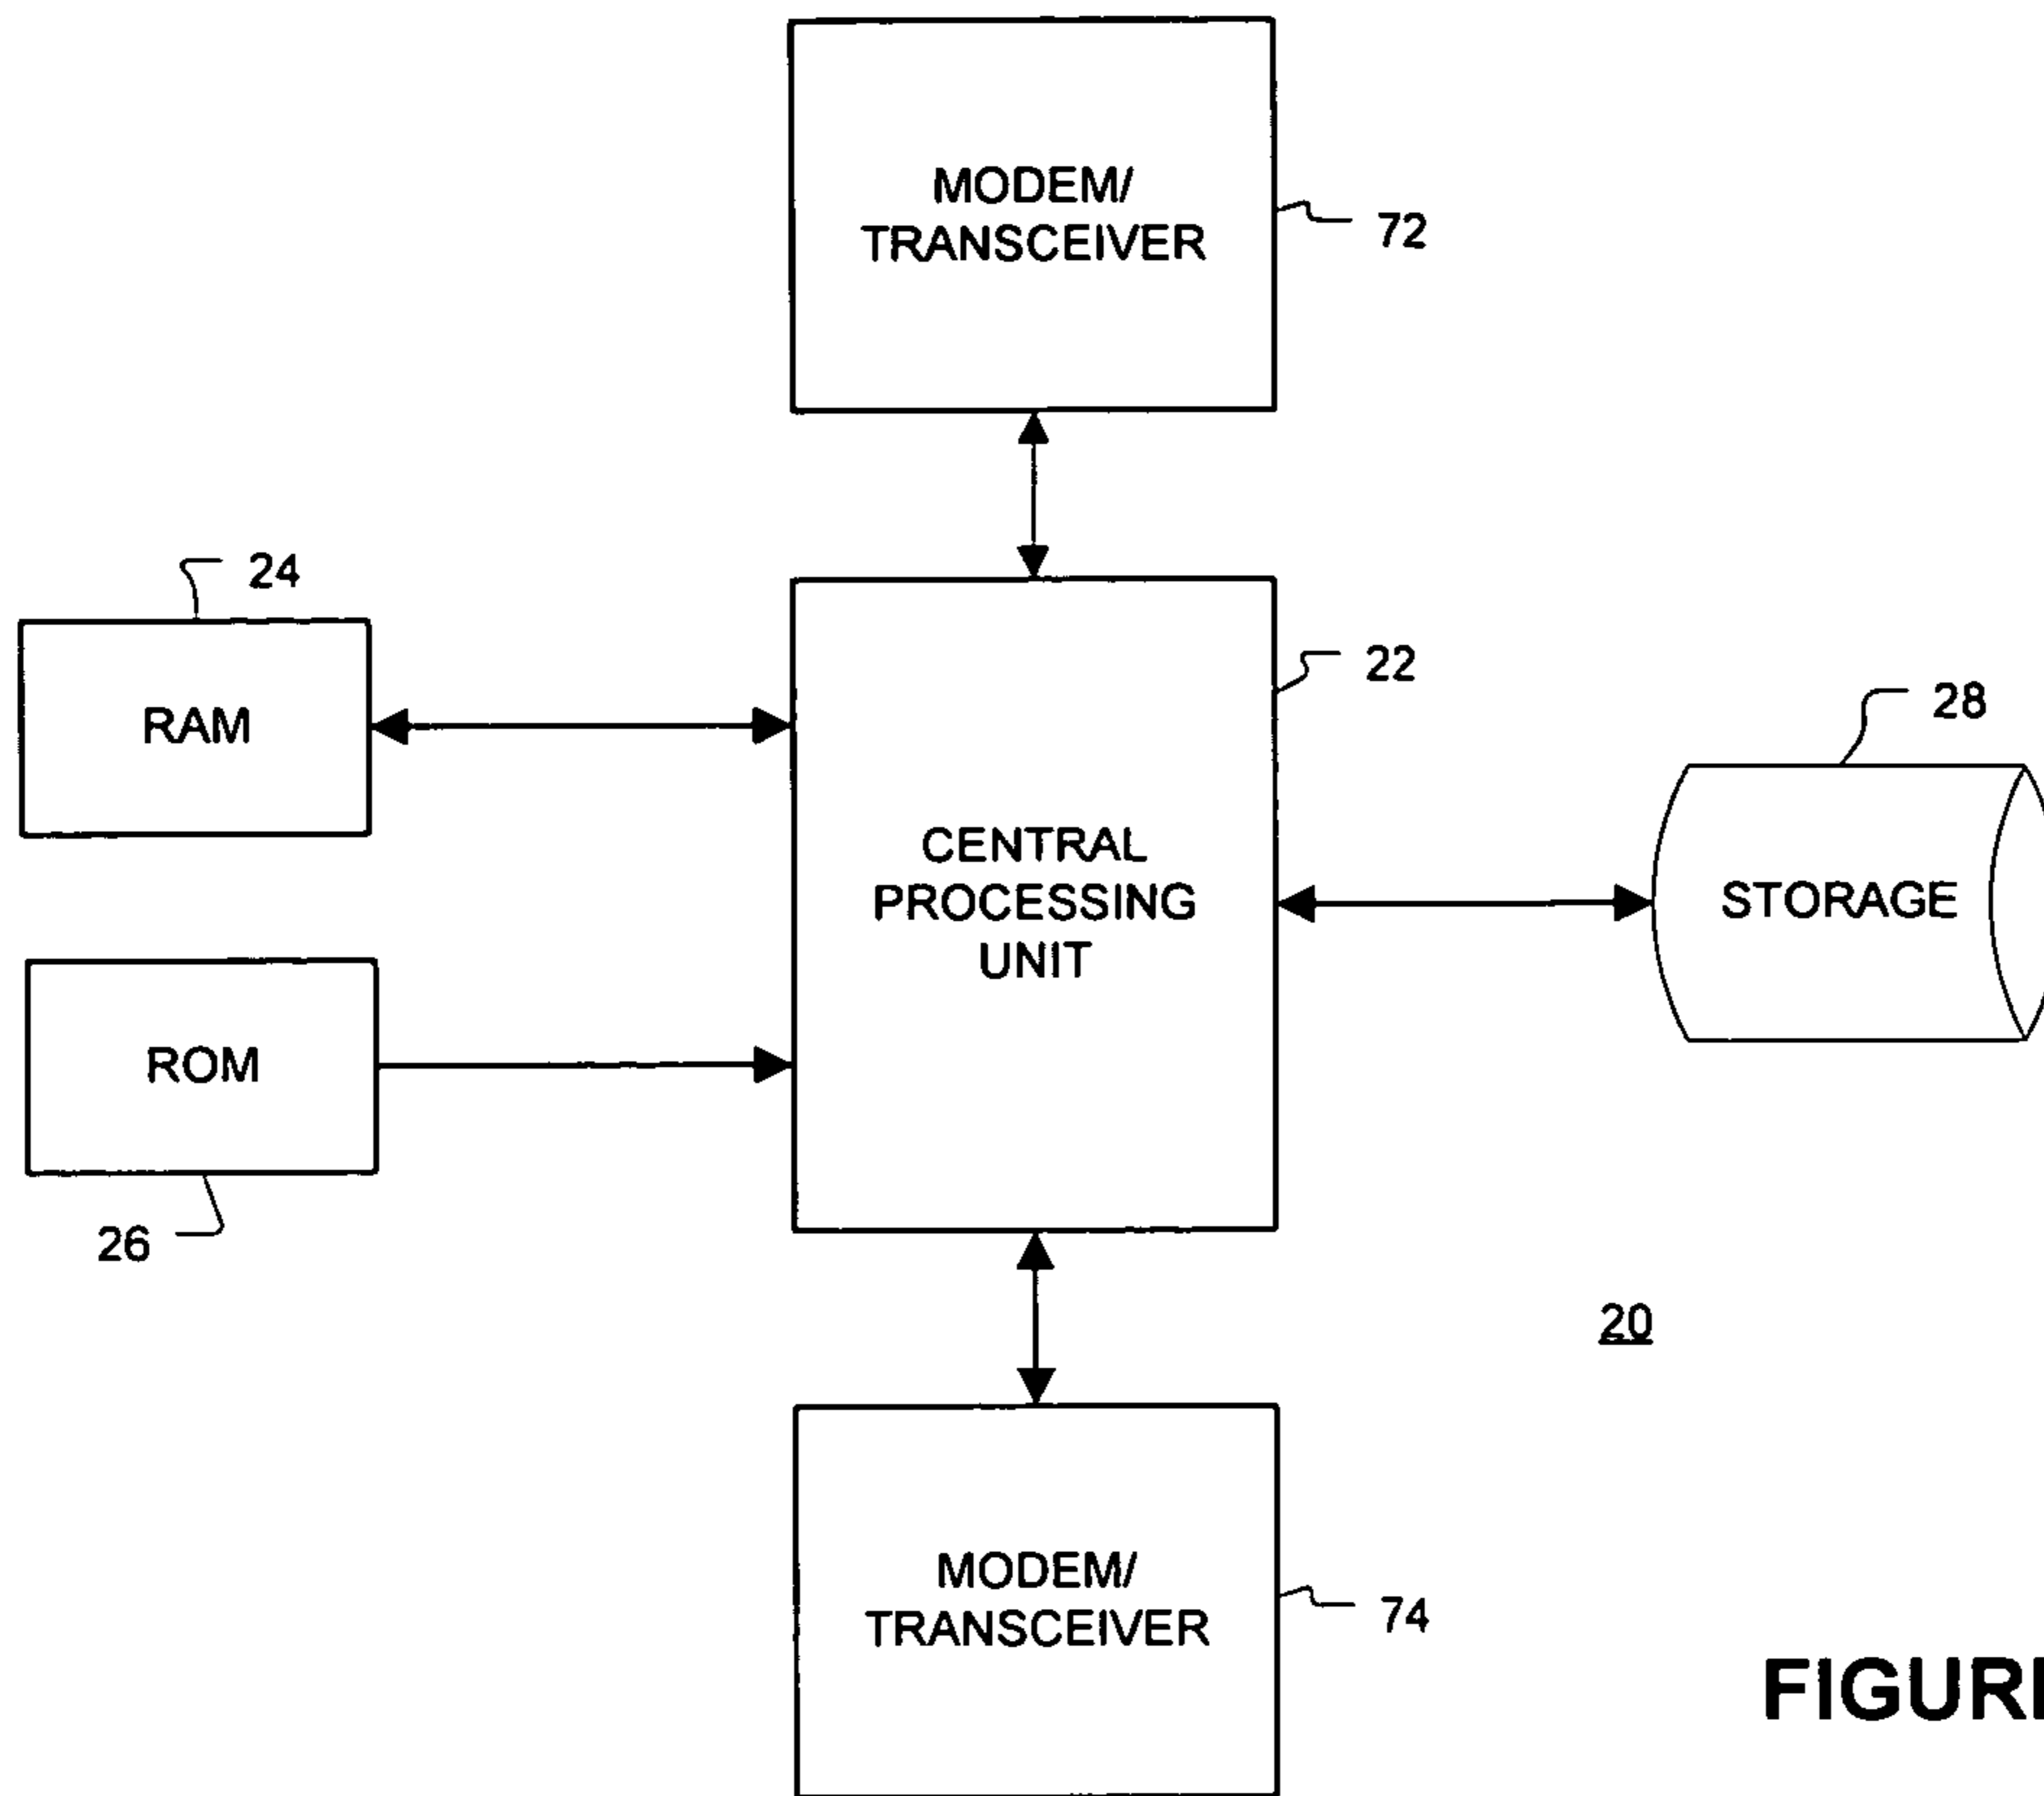 MODEM/
TRANSCEIVER
72
24
22
28
RAM
CENTRAL
PROCESSING
UNIT
STORAGE
ROM
26
20
MODEM/
TRANSCEIVER
74